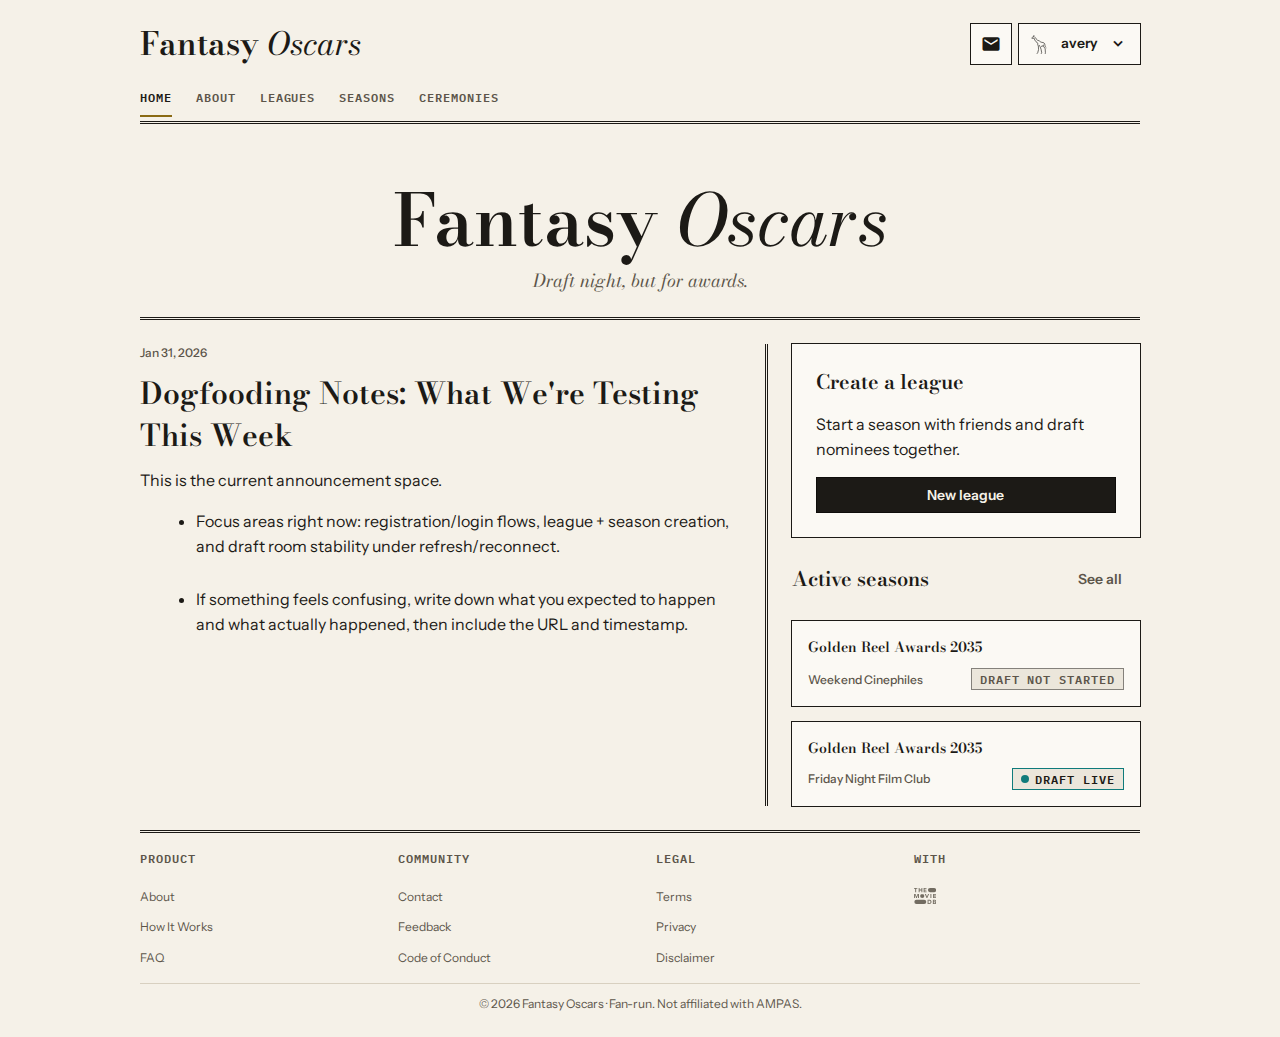 Fantasy Oscars
avery
HOME ABOUT LEAGUES SEASONS CEREMONIES
Fantasy Oscars
Draft night, but for awards.
Jan 31, 2026
Dogfooding Notes: What We're Testing
This Week
This is the current announcement space.
• Focus areas right now: registration/login flows, league + season creation,
and draft room stability under refresh/reconnect.
• If something feels confusing, write down what you expected to happen
and what actually happened, then include the URL and timestamp.
Create a league
Start a season with friends and draft
nominees together.
New league
Active seasons
See all
Golden Reel Awards 2035
Weekend Cinephiles
DRAFT NOT STARTED
Golden Reel Awards 2035
Friday Night Film Club
DRAFT LIVE
PRODUCT
About
How It Works
FAQ
COMMUNITY
Contact
Feedback
Code of Conduct
LEGAL
Terms
Privacy
Disclaimer
WITH
THE
MOVIE
DB
© 2026 Fantasy Oscars · Fan-run. Not affiliated with AMPAS.